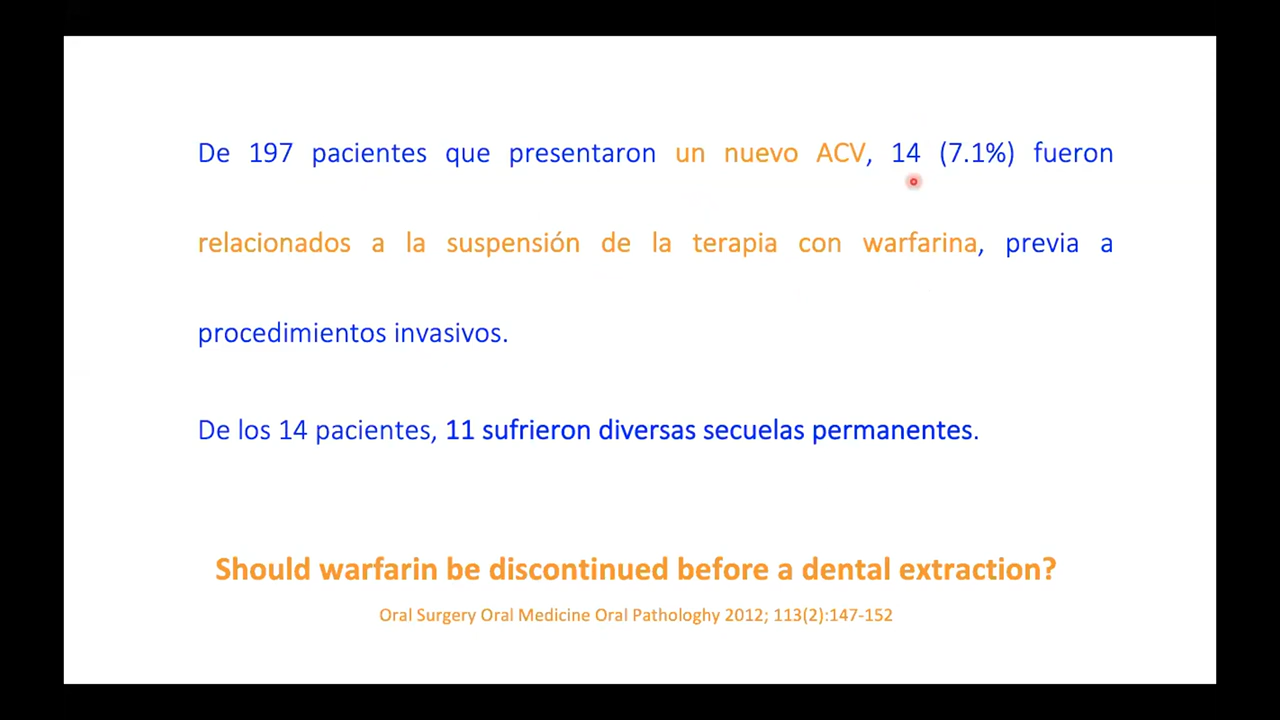 De 197 pacientes que presentaron un nuevo ACV, 14 (7.1%) fueron
relacionados a la suspensión de la terapia con warfarina, previa a
procedimientos invasivos.
De los 14 pacientes, 11 sufrieron diversas secuelas permanentes.
Should warfarin be discontinued before a dental extraction?
Oral Surgery Oral Medicine Oral Pathologhy 2012; 113(2):147-152